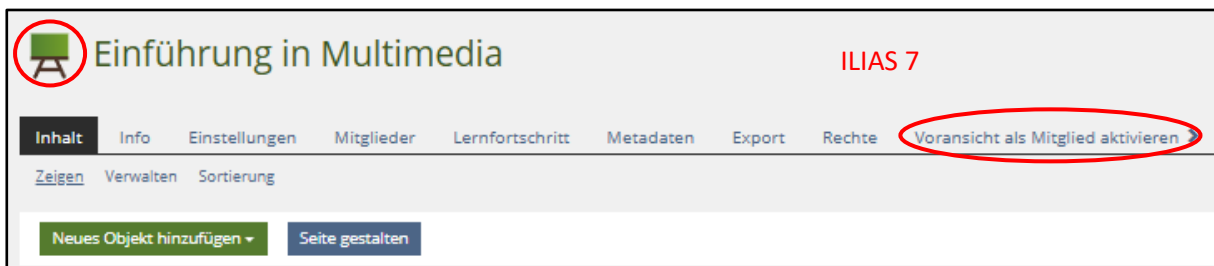 Einführung in Multimedia ILIAS 7
Inhalt Info Einstellungen Mitglieder Lernfortschritt Metadaten Export Rechte Voransicht als Mitglied aktivieren
Zeigen Verwalten Sortierung
Neues Objekt hinzufügen Seite gestalten